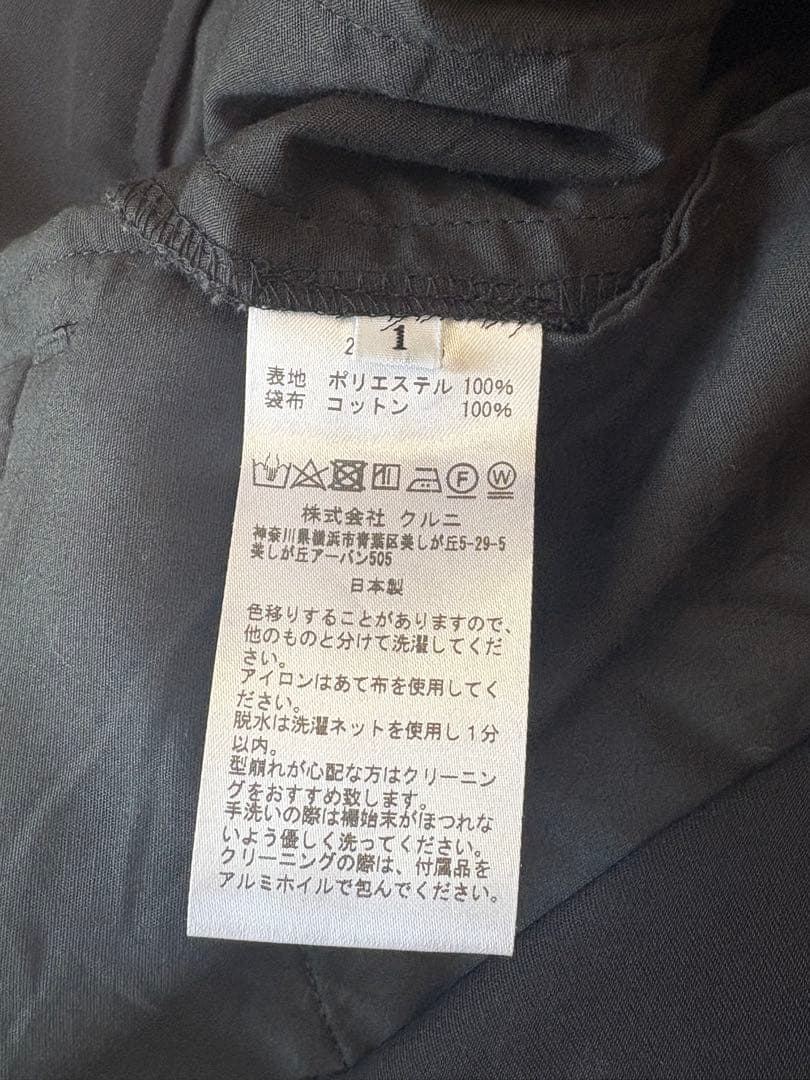 2
1
表地 ポリエステル 100%
袋布 コットン 100%
F W
株式会社 クルニ
神奈川県横浜市青葉区美しが丘5-29-5
美しが丘アーバン505
日本製
色移りすることがありますので、
他のものと分けて洗濯してくだ
さい。
アイロンはあて布を使用してく
ださい。
脱水は洗濯ネットを使用し1分
以内。
型崩れが心配な方はクリーニン
グをおすすめ致します。
手洗いの際は裾始末がほつれな
いよう優しく洗ってください。
クリーニングの際は、付属品を
アルミホイルで包んでください。